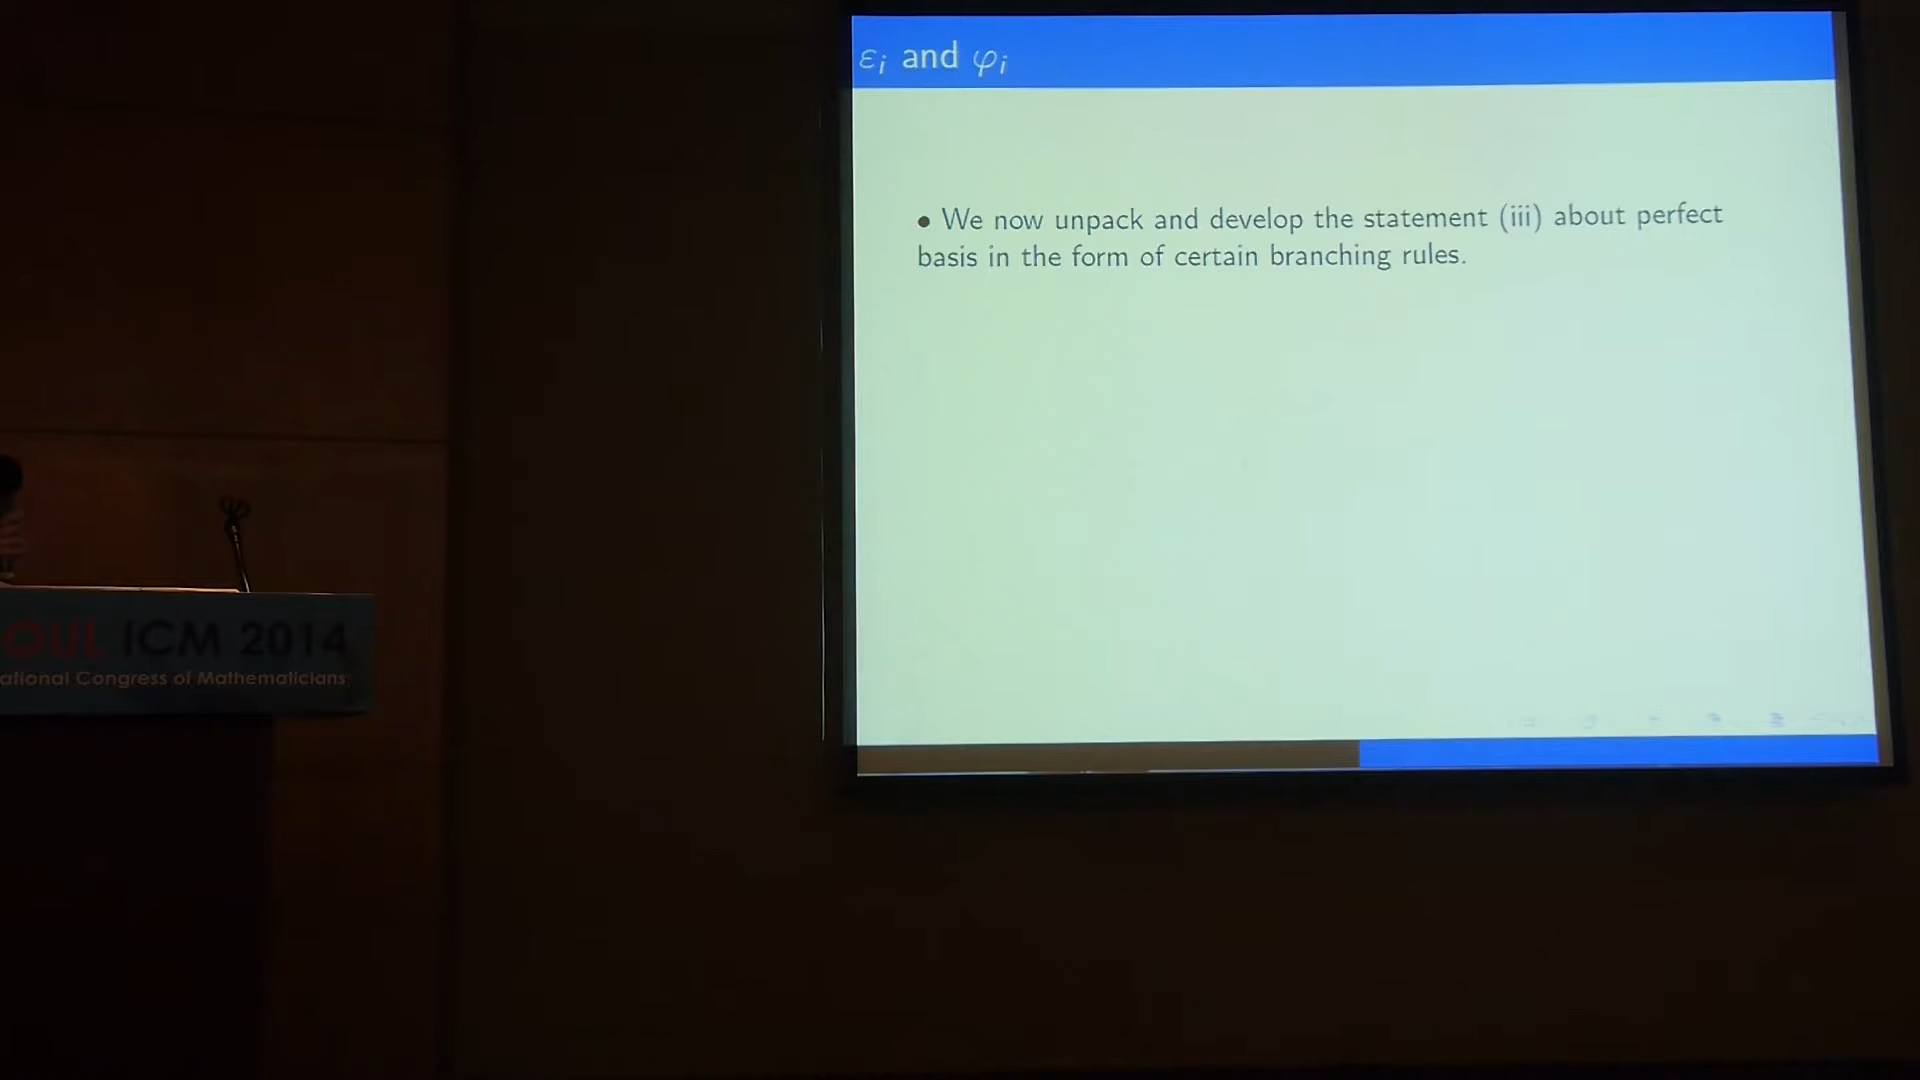 εᵢ and φᵢ
• We now unpack and develop the statement (iii) about perfect
basis in the form of certain branching rules.
OUL ICM 2014
ational Congress of Mathematicians